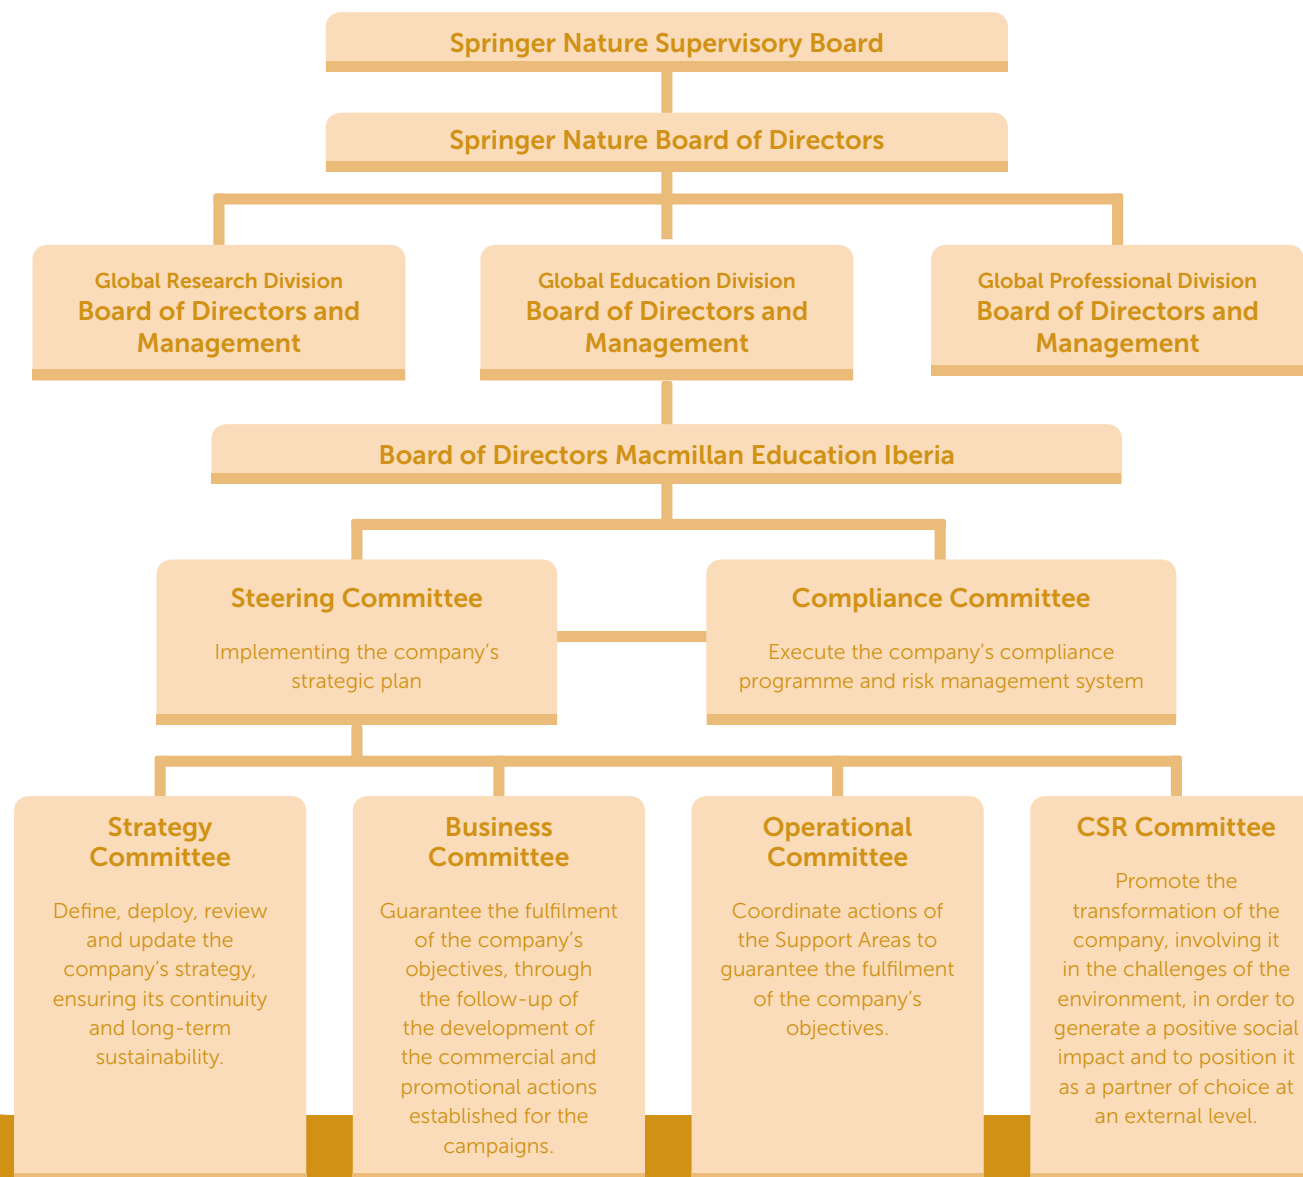 Springer Nature Supervisory Board
Springer Nature Board of Directors
Global Research Division
Board of Directors and
Management
Global Education Division
Board of Directors and
Management
Global Professional Division
Board of Directors and
Management
Board of Directors Macmillan Education Iberia
Steering Committee
Implementing the company’s
strategic plan
Compliance Committee
Execute the company’s compliance
programme and risk management system
Strategy
Committee
Define, deploy, review
and update the
company’s strategy,
ensuring its continuity
and long-term
sustainability.
Business
Committee
Guarantee the fulfilment
of the company’s
objectives, through
the follow-up of
the development of
the commercial and
promotional actions
established for the
campaigns.
Operational
Committee
Coordinate actions of
the Support Areas to
guarantee the fulfilment
of the company’s
objectives.
CSR Committee
Promote the
transformation of the
company, involving it
in the challenges of the
environment, in order to
generate a positive social
impact and to position it
as a partner of choice at
an external level.